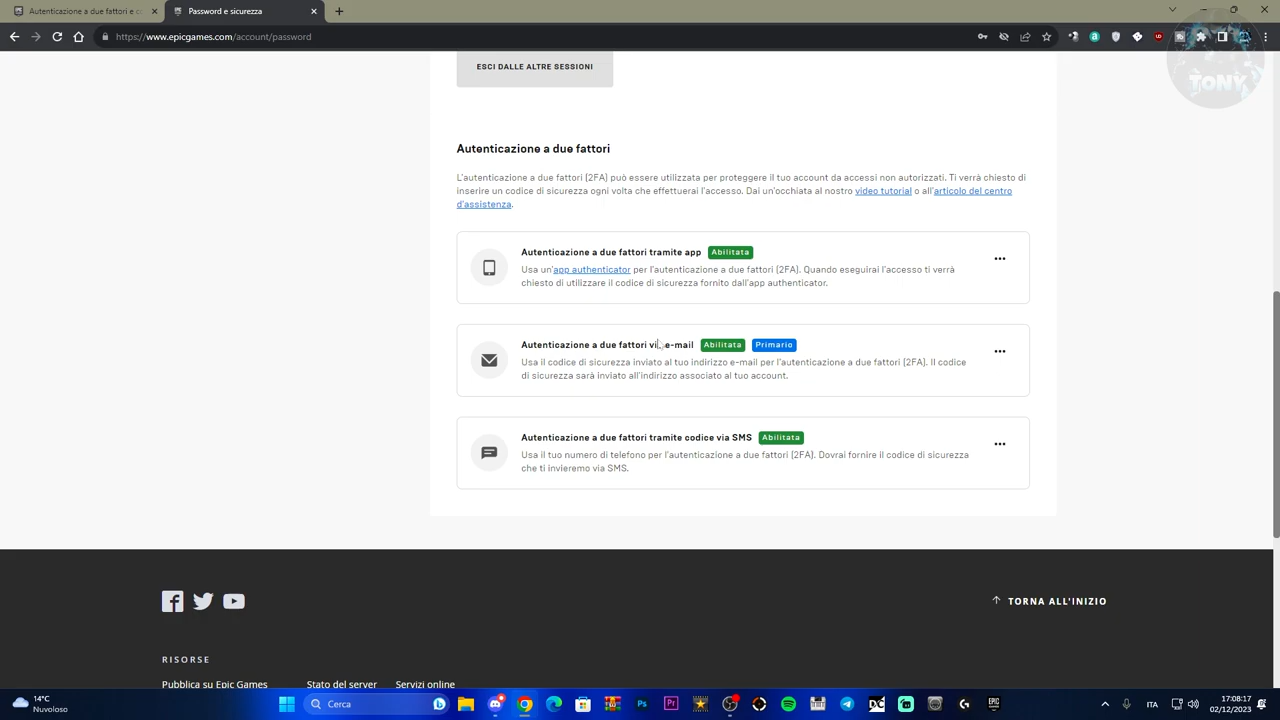 Autenticazione a due fattori e c
Password e sicurezza
https://www.epicgames.com/account/password
TONY
ESCI DALLE ALTRE SESSIONI
Autenticazione a due fattori
L'autenticazione a due fattori (2FA) può essere utilizzata per proteggere il tuo account da accessi non autorizzati. Ti verrà chiesto di
inserire un codice di sicurezza ogni volta che effettuerai l'accesso. Dai un'occhiata al nostro video tutorial o all'articolo del centro
d'assistenza.
Autenticazione a due fattori tramite app Abilitata
Usa un'app authenticator per l'autenticazione a due fattori (2FA). Quando eseguirai l'accesso ti verrà
chiesto di utilizzare il codice di sicurezza fornito dall'app authenticator.
Autenticazione a due fattori via e-mail Abilitata Primario
Usa il codice di sicurezza inviato al tuo indirizzo e-mail per l'autenticazione a due fattori (2FA). Il codice
di sicurezza sarà inviato all'indirizzo associato al tuo account.
Autenticazione a due fattori tramite codice via SMS Abilitata
Usa il tuo numero di telefono per l'autenticazione a due fattori (2FA). Dovrai fornire il codice di sicurezza
che ti invieremo via SMS.
TORNA ALL'INIZIO
RISORSE
Pubblica su Epic Games Stato del server Servizi online
14°C
Nuvoloso
Cerca
Ps
Pr
DC
EPIC
ITA
17:08:17
02/12/2023